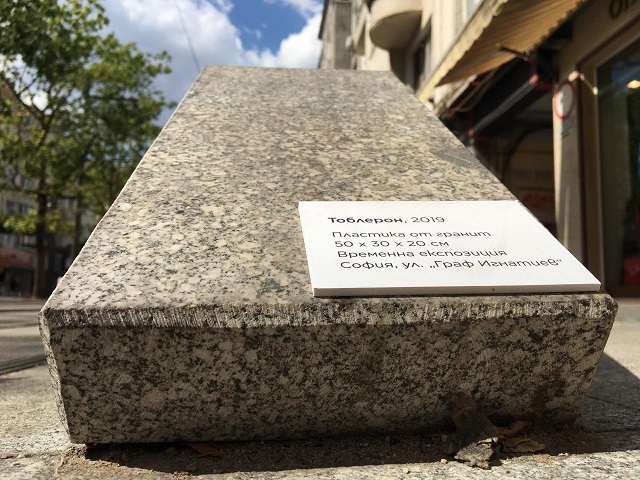 Тоблерон, 2019
Пластика от гранит
50 x 30 x 20 см
Временна експозиция
София, ул. „Граф Игнатиев“